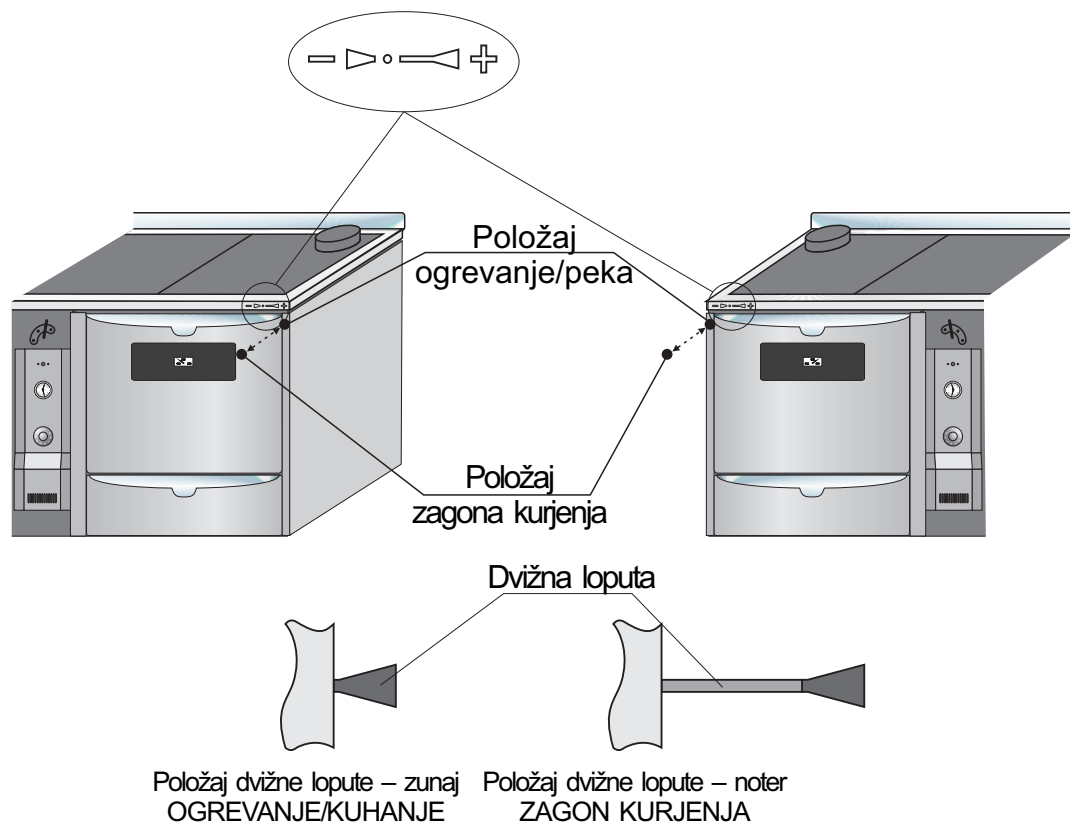 Položaj
ogrevanje/peka
Položaj
zagona kurjenja
Dvižna loputa
Položaj dvižne lopute – zunaj
OGREVANJE/KUHANJE
Položaj dvižne lopute – noter
ZAGON KURJENJA